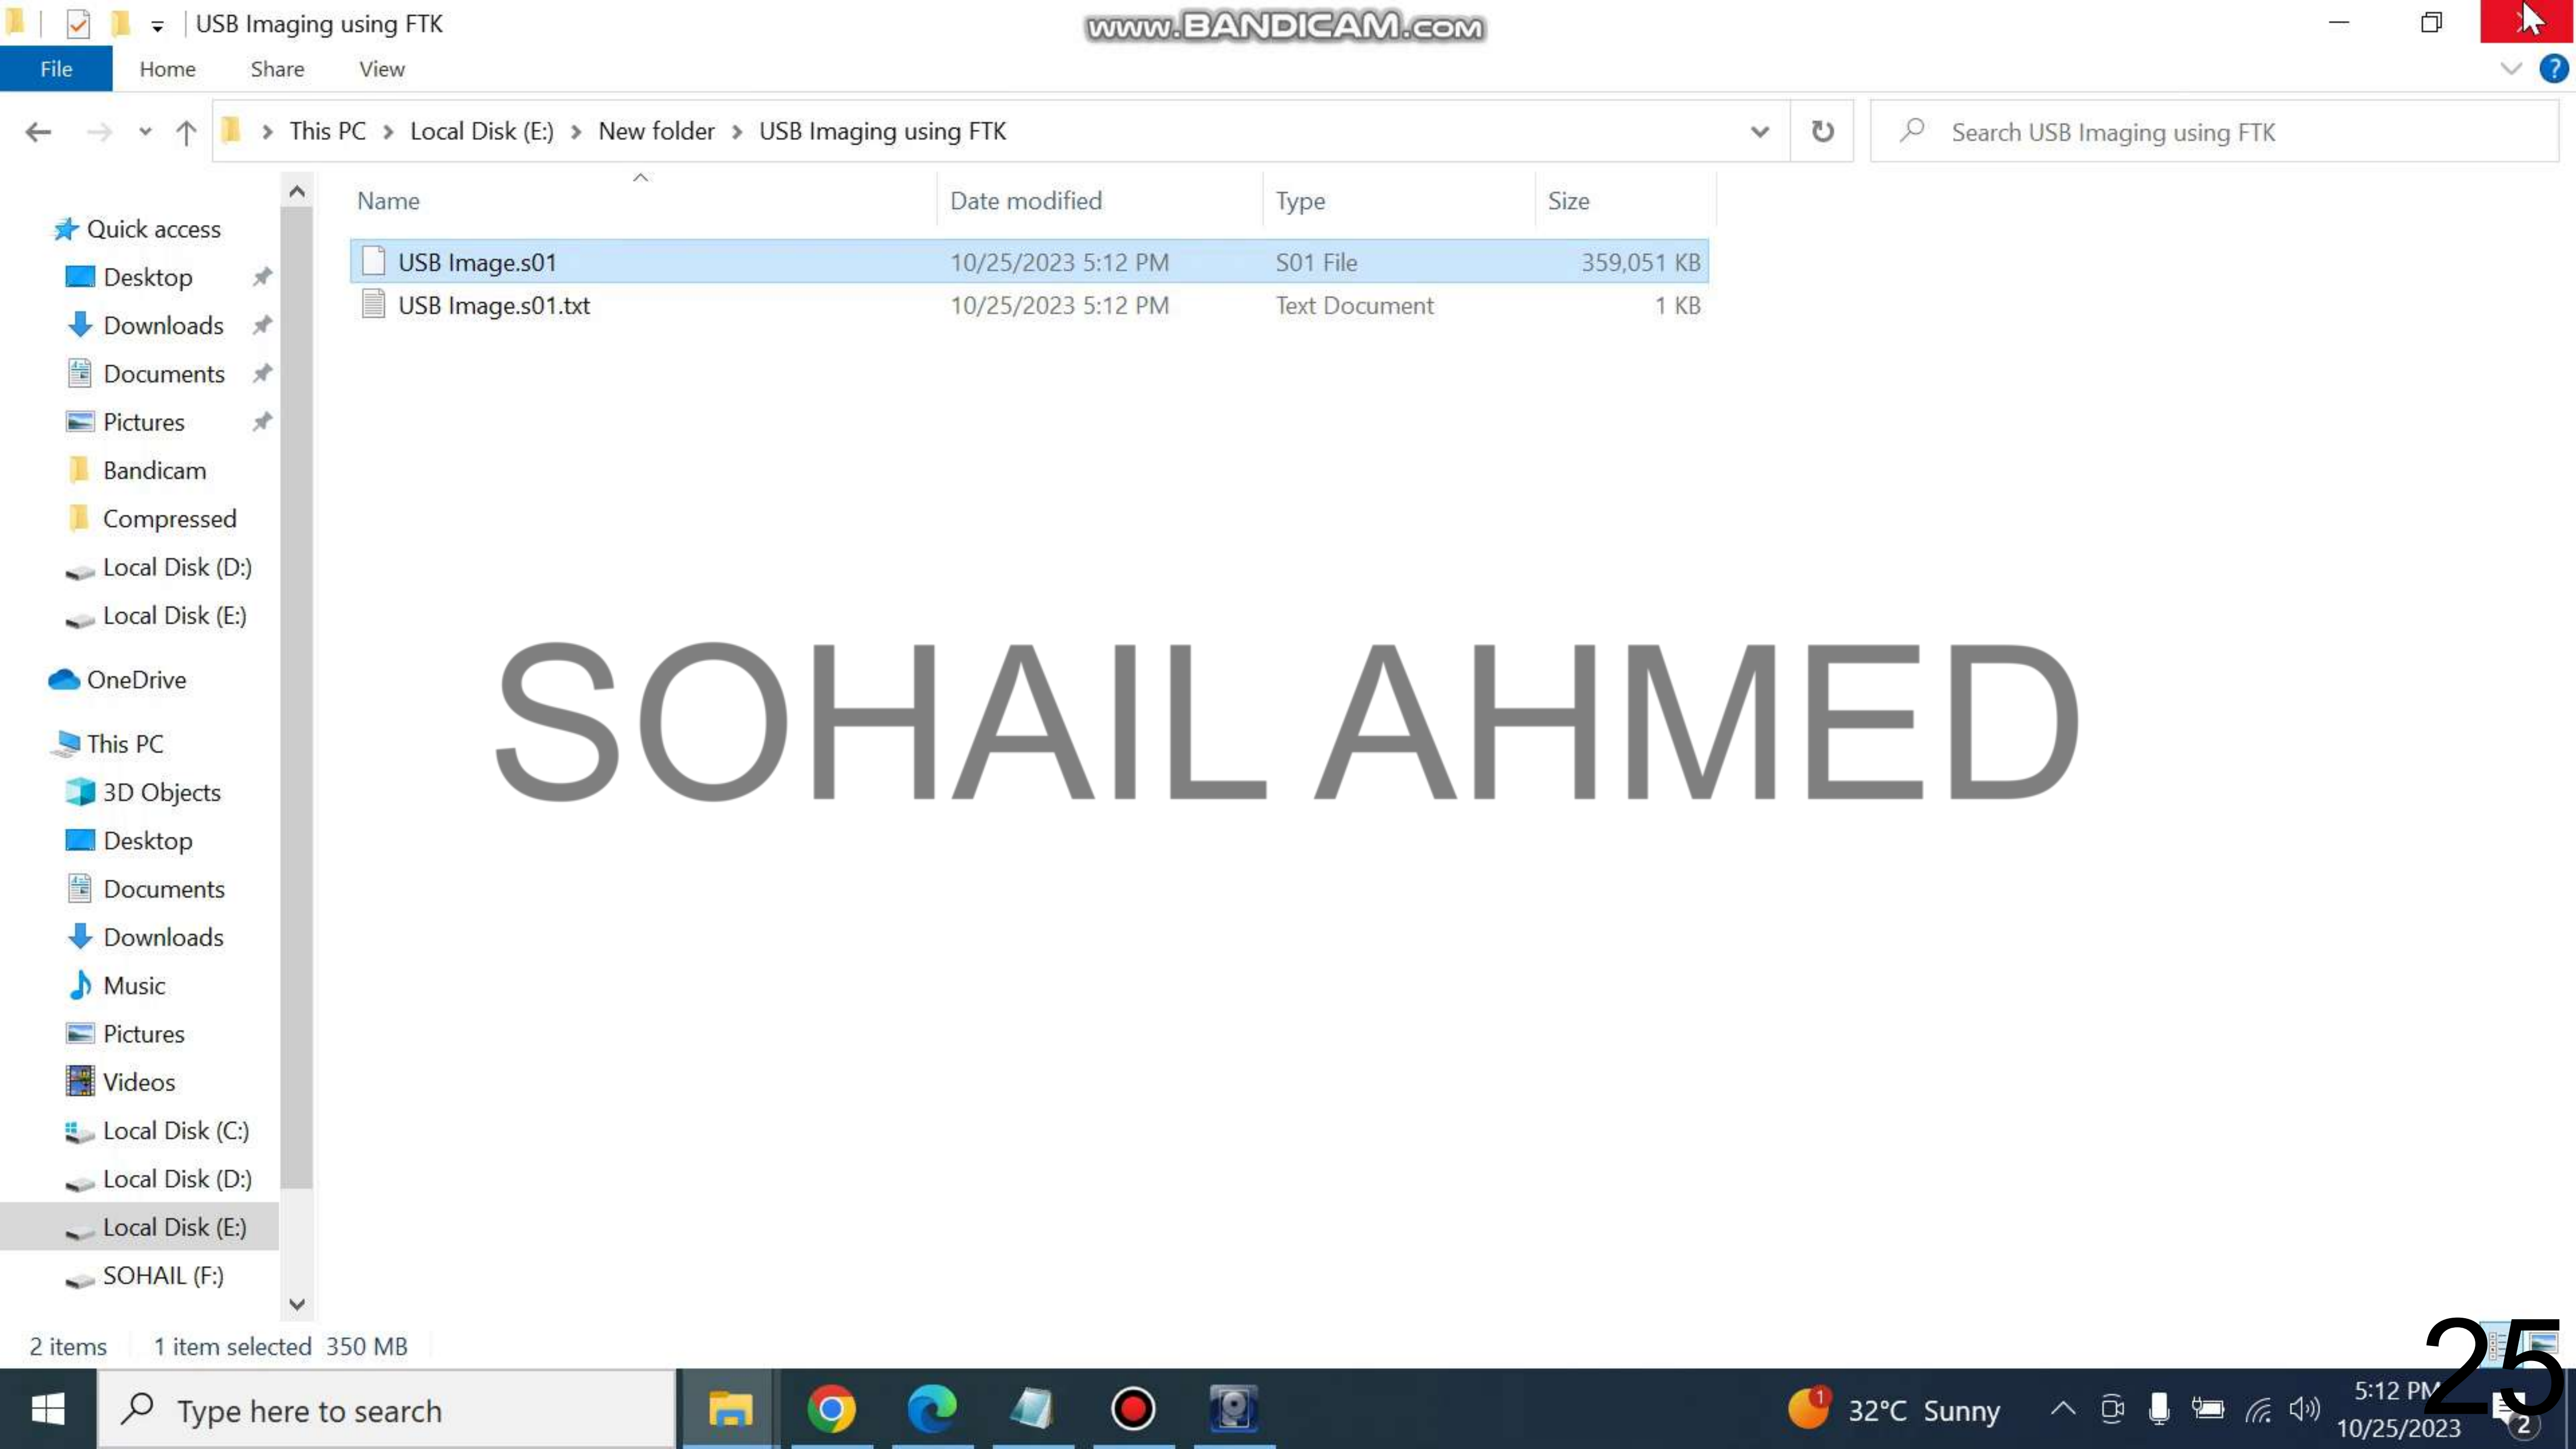 USB Imaging using FTK
www.BANDICAM.com
File Home Share View
?
This PC > Local Disk (E:) > New folder > USB Imaging using FTK
Search USB Imaging using FTK
Name Date modified Type Size
USB Image.s01 10/25/2023 5:12 PM S01 File 359,051 KB
USB Image.s01.txt 10/25/2023 5:12 PM Text Document 1 KB
Quick access
Desktop
Downloads
Documents
Pictures
Bandicam
Compressed
Local Disk (D:)
Local Disk (E:)
OneDrive
This PC
3D Objects
Desktop
Documents
Downloads
Music
Pictures
Videos
Local Disk (C:)
Local Disk (D:)
Local Disk (E:)
SOHAIL (F:)
SOHAIL AHMED
2 items 1 item selected 350 MB
25
Type here to search
1
32°C Sunny
5:12 PM
10/25/2023
2